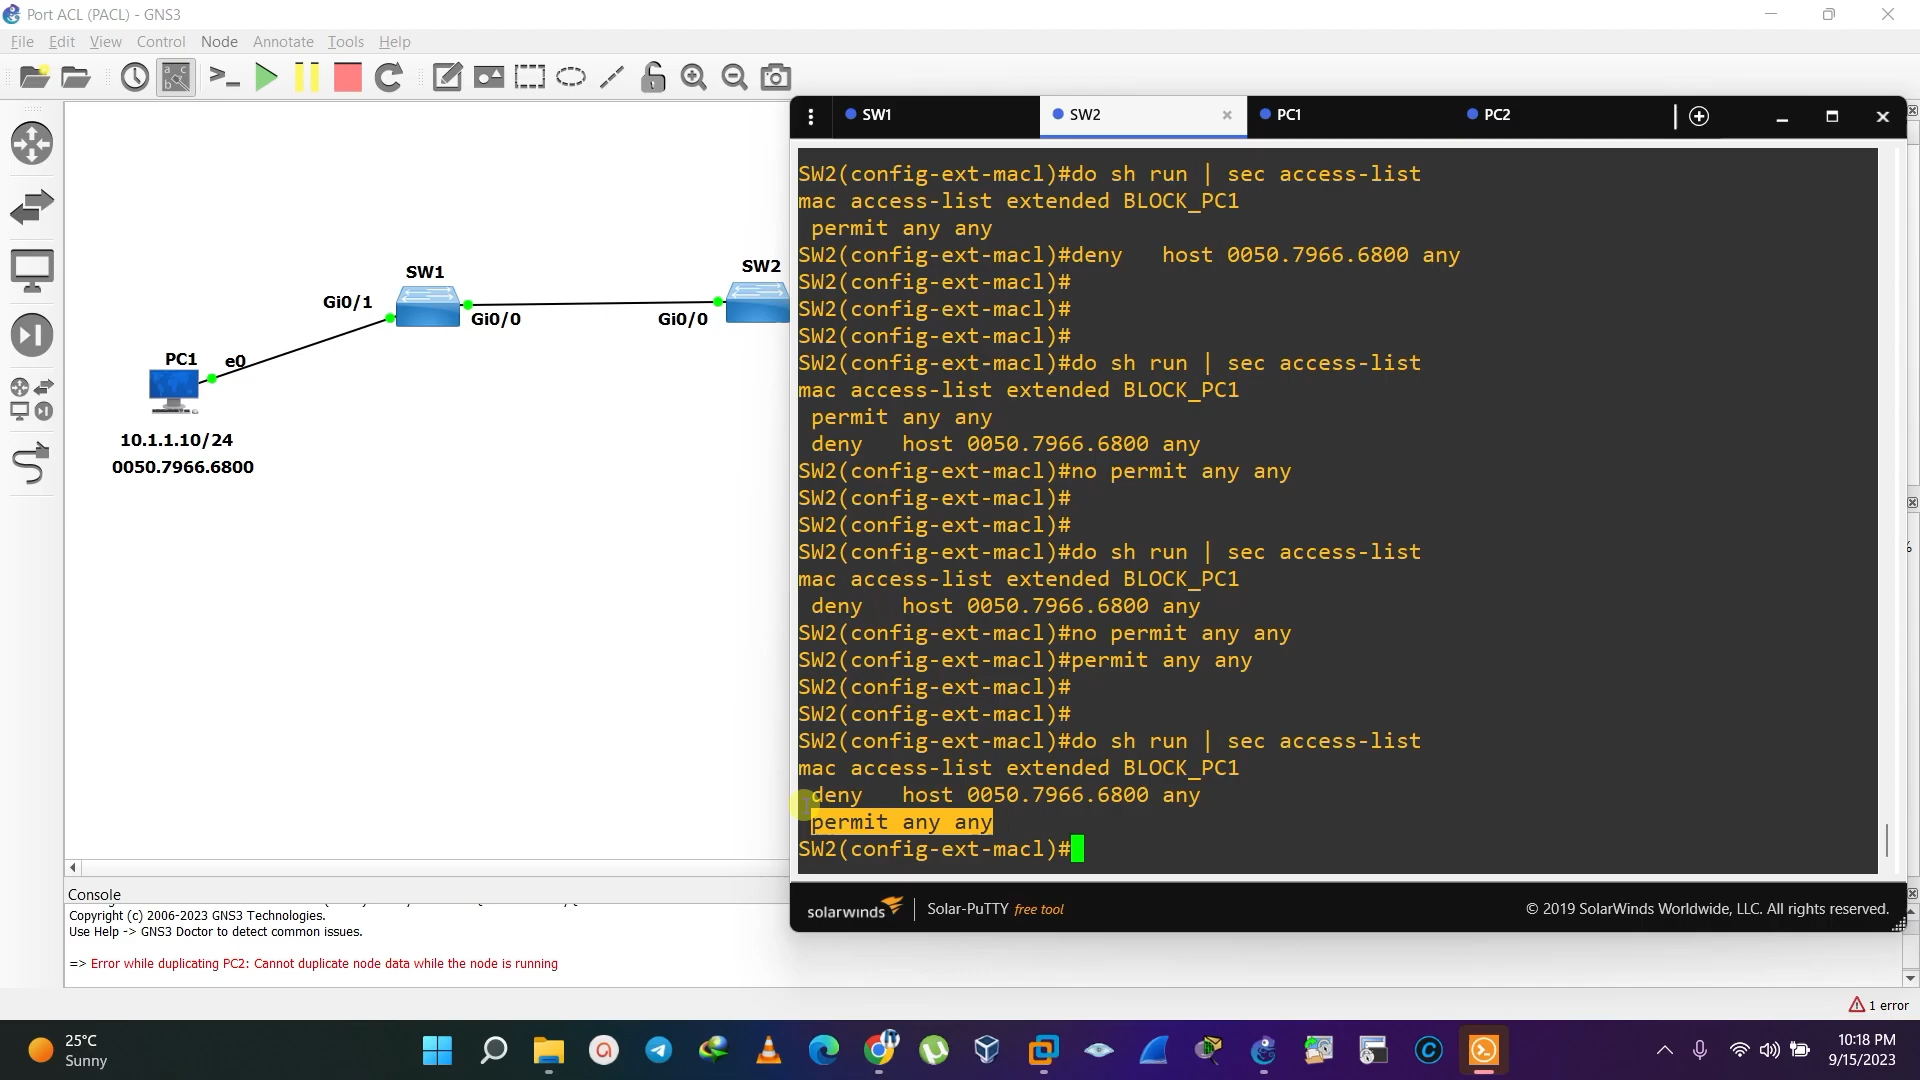 Port ACL (PACL) - GNS3
File Edit View Control Node Annotate Tools Help
SW1
SW2
PC1
PC2
SW1
SW2
Gi0/1
Gi0/0
Gi0/0
PC1
e0
10.1.1.10/24
0050.7966.6800
SW2(config-ext-macl)#do sh run | sec access-list
mac access-list extended BLOCK_PC1
permit any any
SW2(config-ext-macl)#deny   host 0050.7966.6800 any
SW2(config-ext-macl)#
SW2(config-ext-macl)#
SW2(config-ext-macl)#
SW2(config-ext-macl)#do sh run | sec access-list
mac access-list extended BLOCK_PC1
permit any any
deny   host 0050.7966.6800 any
SW2(config-ext-macl)#no permit any any
SW2(config-ext-macl)#
SW2(config-ext-macl)#
SW2(config-ext-macl)#do sh run | sec access-list
mac access-list extended BLOCK_PC1
deny   host 0050.7966.6800 any
SW2(config-ext-macl)#no permit any any
SW2(config-ext-macl)#permit any any
SW2(config-ext-macl)#
SW2(config-ext-macl)#
SW2(config-ext-macl)#do sh run | sec access-list
mac access-list extended BLOCK_PC1
deny   host 0050.7966.6800 any
permit any any
SW2(config-ext-macl)#
solarwinds Solar-PuTTY free tool
© 2019 SolarWinds Worldwide, LLC. All rights reserved.
Console
Copyright (c) 2006-2023 GNS3 Technologies.
Use Help -> GNS3 Doctor to detect common issues.
=> Error while duplicating PC2: Cannot duplicate node data while the node is running
1 error
25°C
Sunny
10:18 PM
9/15/2023